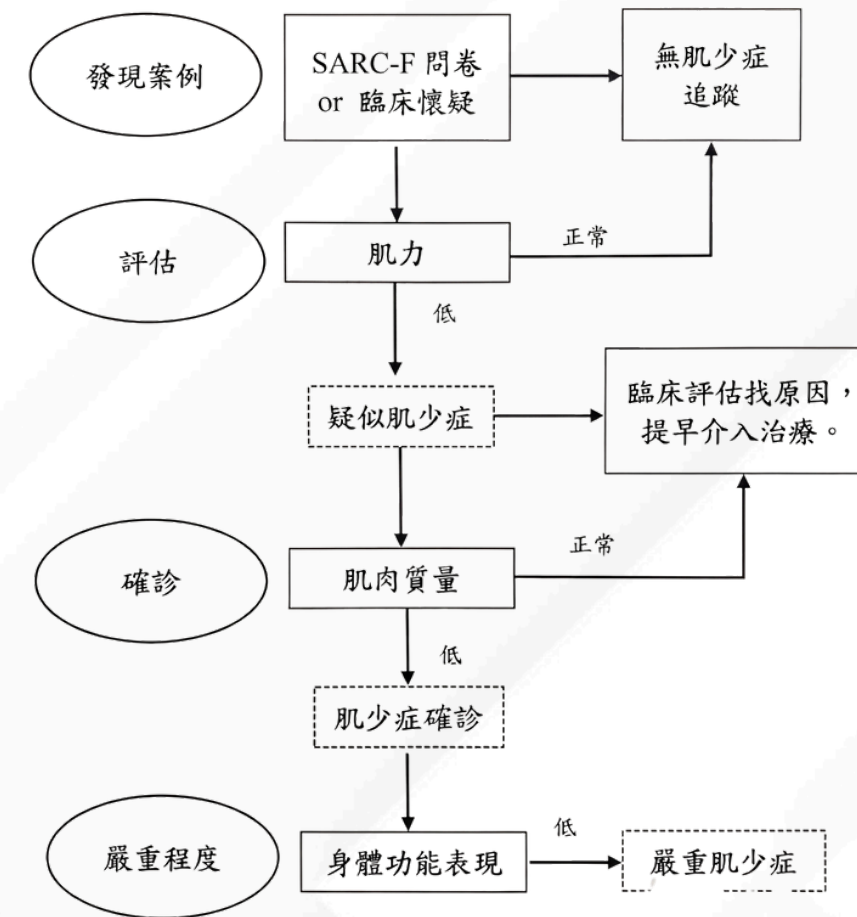 發現案例
SARC-F 問卷
or 臨床懷疑
無肌少症
追蹤
評估
肌力
正常
低
疑似肌少症
臨床評估找原因，
提早介入治療。
確診
肌肉質量
正常
低
肌少症確診
嚴重程度
身體功能表現
低
嚴重肌少症